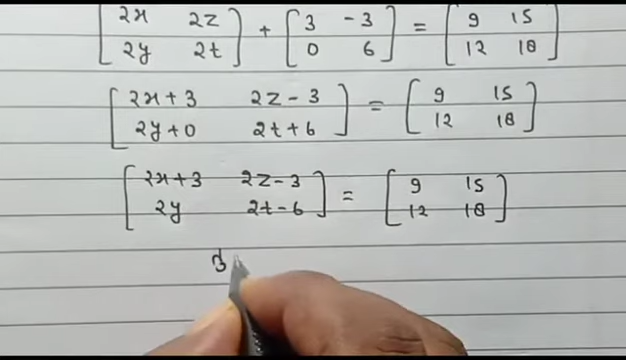 [2x 2z] + [3 -3] = [9 15]
[2y 2t] [0 6] [12 18]
[2x+3 2z-3] = [9 15]
[2y+0 2t+6] [12 18]
[2x+3 2z-3] = [9 15]
[2y 2t-6] [12 18]